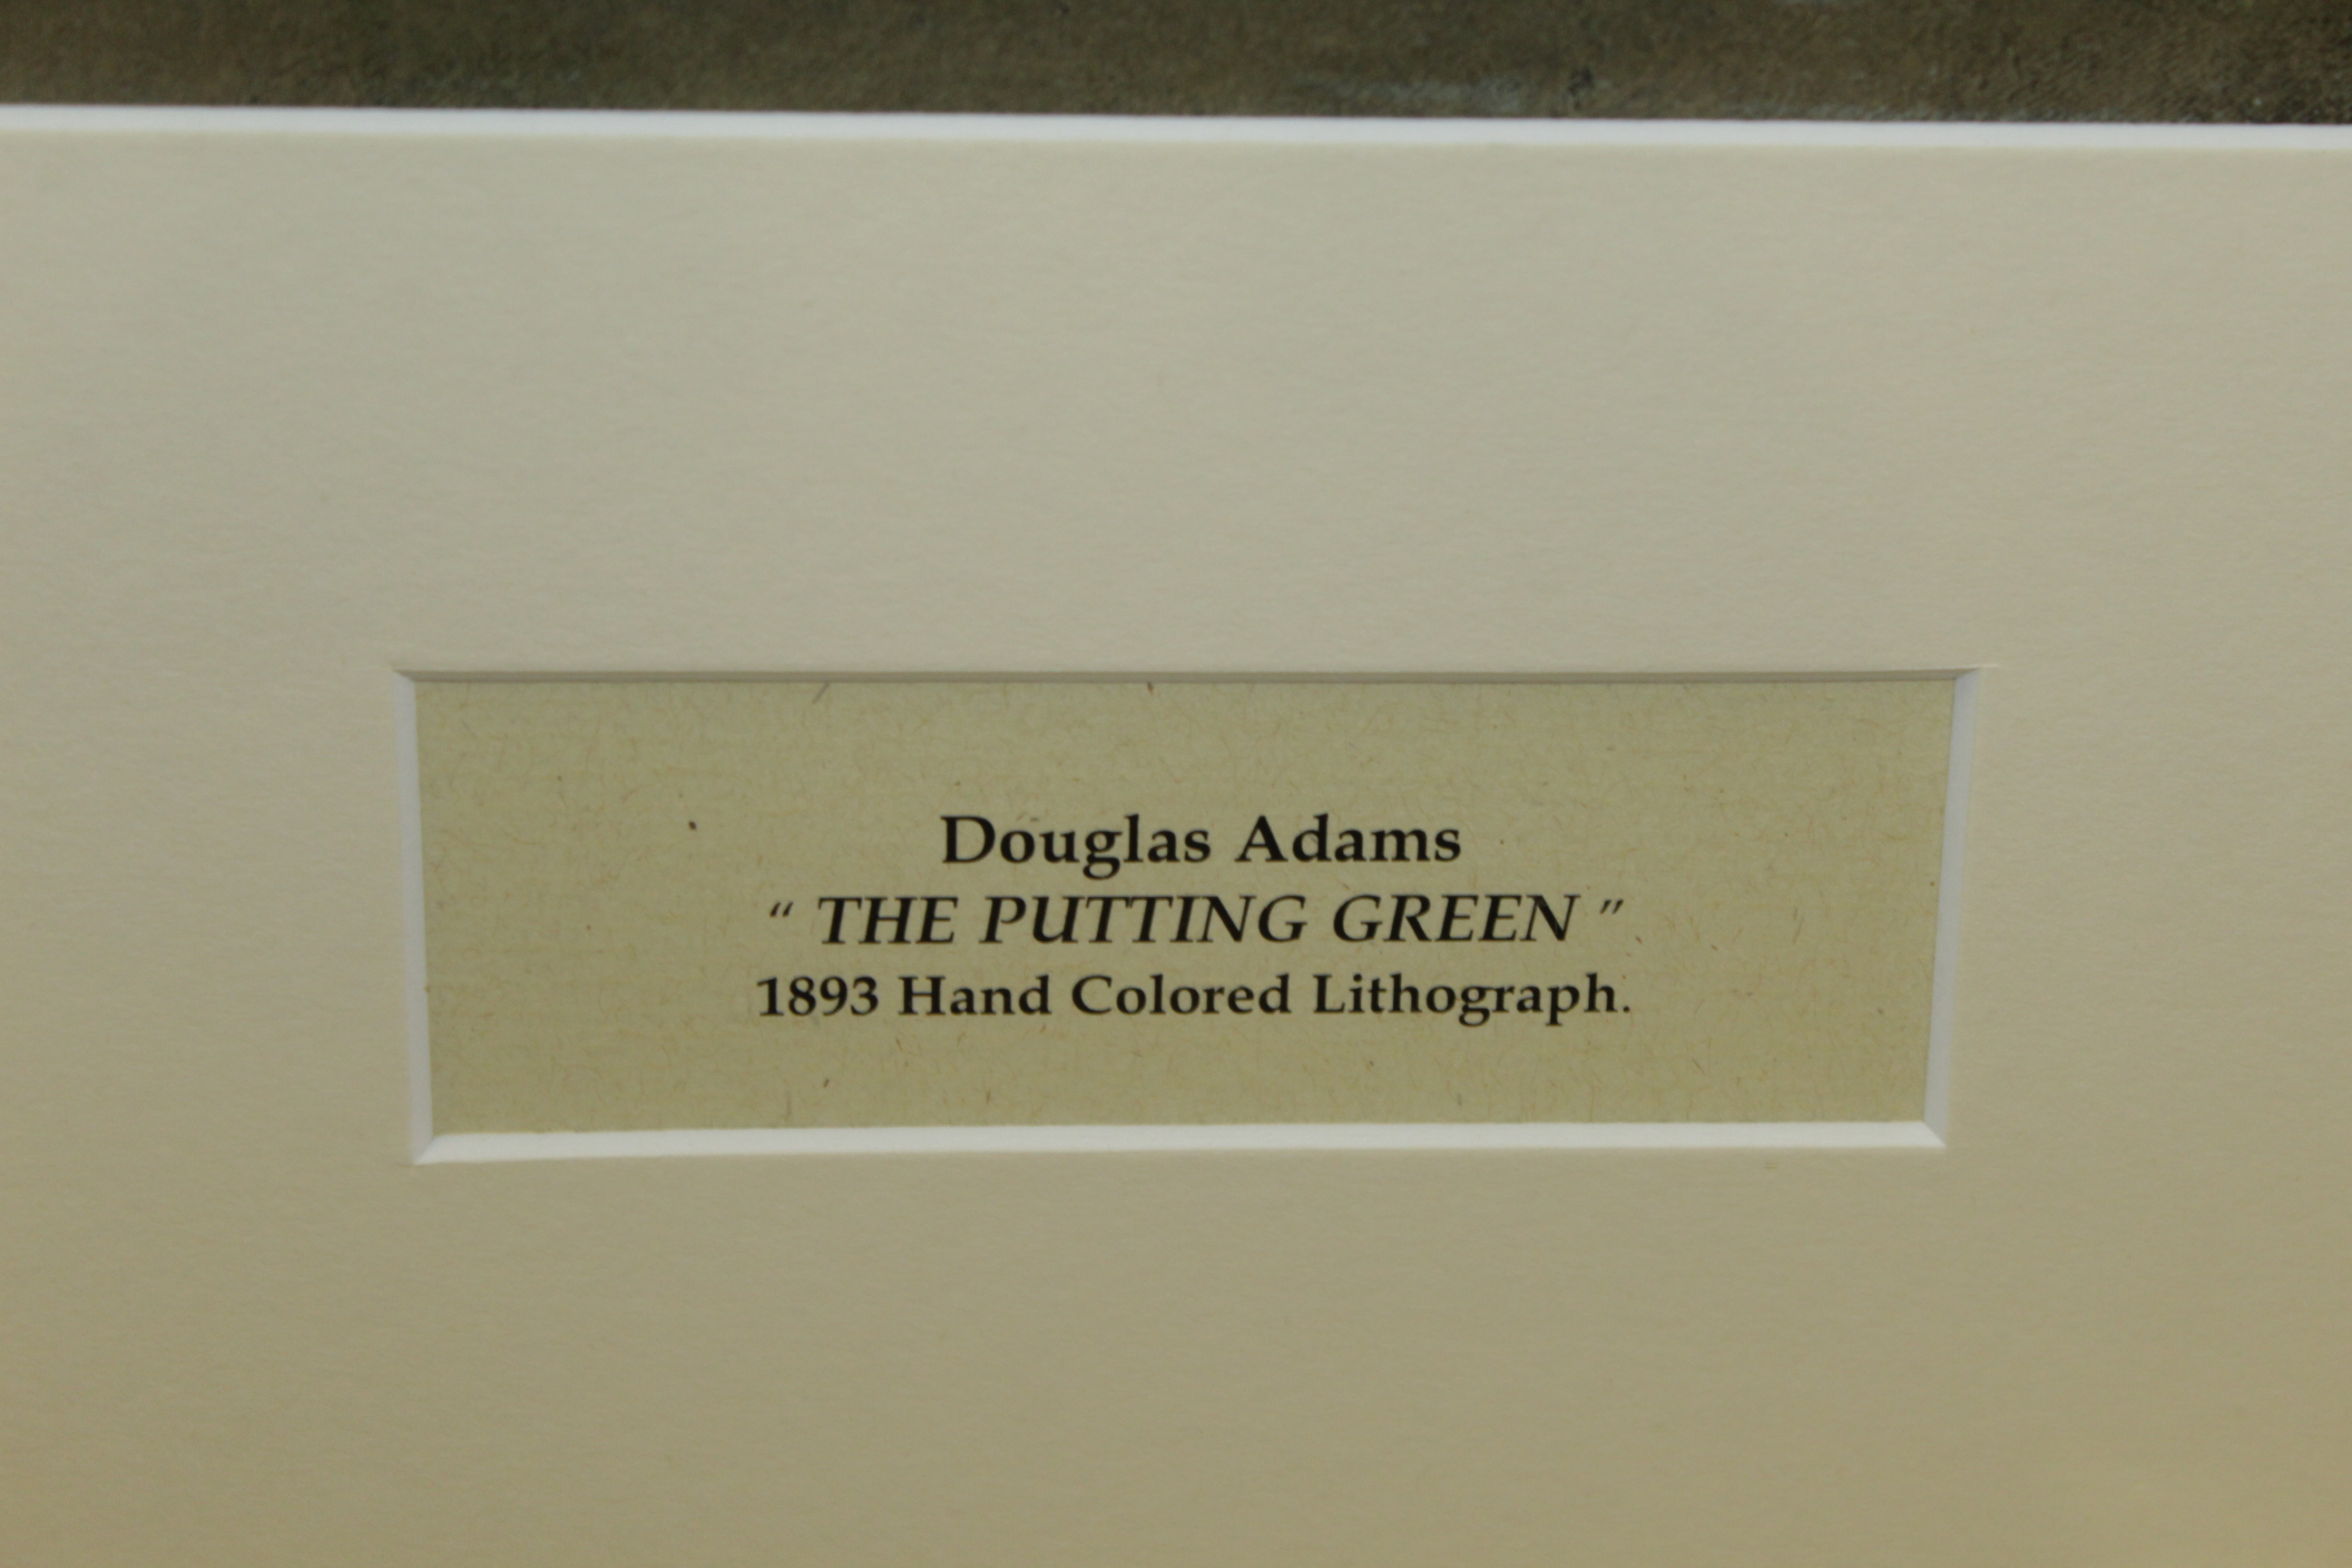 Douglas Adams
“ THE PUTTING GREEN ”
1893 Hand Colored Lithograph.